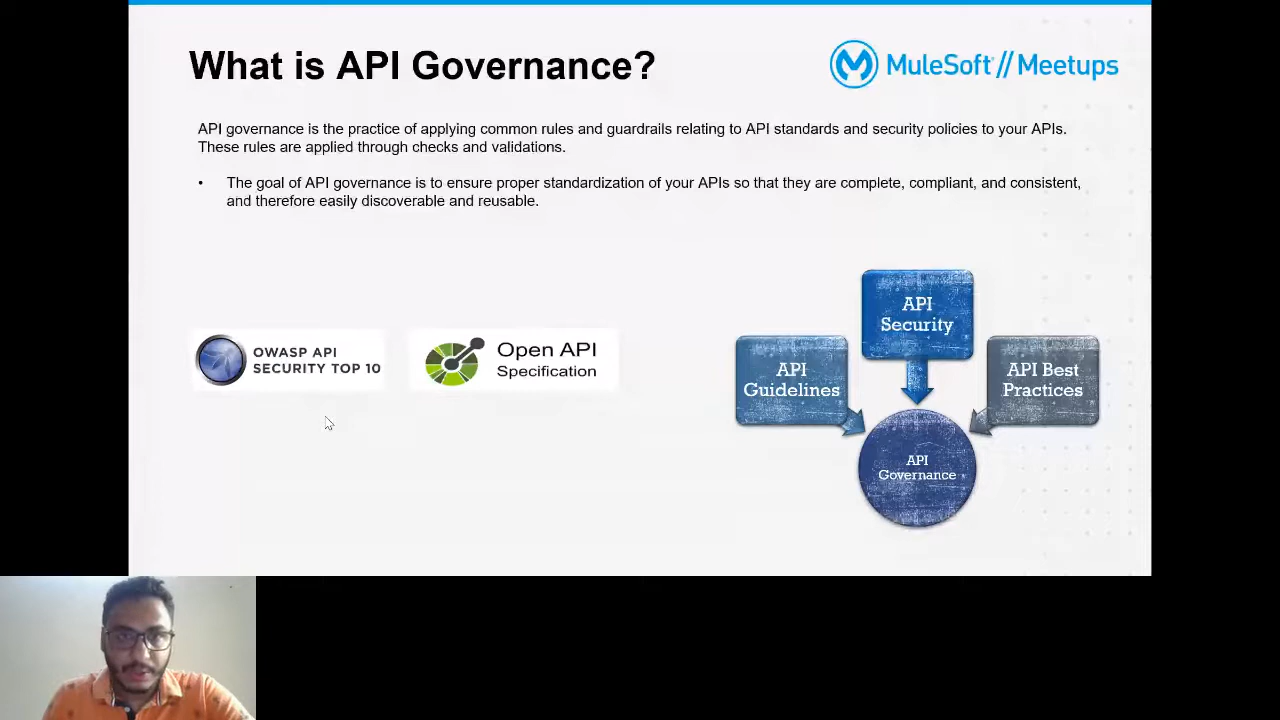 What is API Governance?
MuleSoft // Meetups
API governance is the practice of applying common rules and guardrails relating to API standards and security policies to your APIs.
These rules are applied through checks and validations.
• The goal of API governance is to ensure proper standardization of your APIs so that they are complete, compliant, and consistent,
and therefore easily discoverable and reusable.
OWASP API
SECURITY TOP 10
Open API
Specification
API
Security
API
Guidelines
API Best
Practices
API
Governance